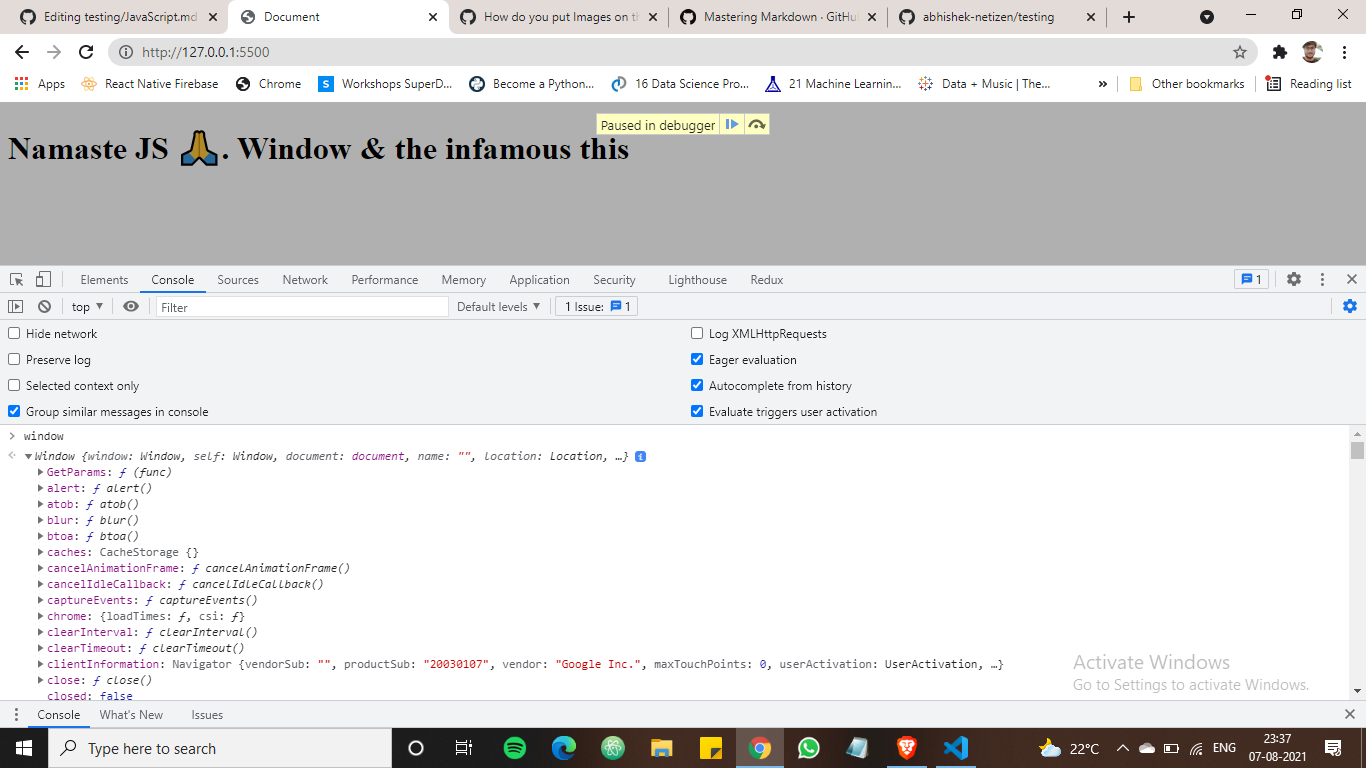 Editing testing/JavaScript.md
Document
How do you put Images on th
Mastering Markdown · GitHu
abhishek-netizen/testing
http://127.0.0.1:5500
Apps
React Native Firebase
Chrome
S
Workshops SuperD...
Become a Python...
16 Data Science Pro...
21 Machine Learnin...
Data + Music | The...
»
Other bookmarks
Reading list
Paused in debugger
Namaste JS 🙏. Window & the infamous this
Elements
Console
Sources
Network
Performance
Memory
Application
Security
Lighthouse
Redux
1
top ▼
Filter
Default levels ▼
1 Issue: 1
Hide network
Log XMLHttpRequests
Preserve log
Eager evaluation
Selected context only
Autocomplete from history
Group similar messages in console
Evaluate triggers user activation
window
Window {window: Window, self: Window, document: document, name: "", location: Location, …} i
GetParams: ƒ (func)
alert: ƒ alert()
atob: ƒ atob()
blur: ƒ blur()
btoa: ƒ btoa()
caches: CacheStorage {}
cancelAnimationFrame: ƒ cancelAnimationFrame()
cancelIdleCallback: ƒ cancelIdleCallback()
captureEvents: ƒ captureEvents()
chrome: {loadTimes: ƒ, csi: ƒ}
clearInterval: ƒ clearInterval()
clearTimeout: ƒ clearTimeout()
clientInformation: Navigator {vendorSub: "", productSub: "20030107", vendor: "Google Inc.", maxTouchPoints: 0, userActivation: UserActivation, …}
close: ƒ close()
closed: false
Activate Windows
Go to Settings to activate Windows.
Console
What's New
Issues
Type here to search
22°C
ENG
23:37
07-08-2021